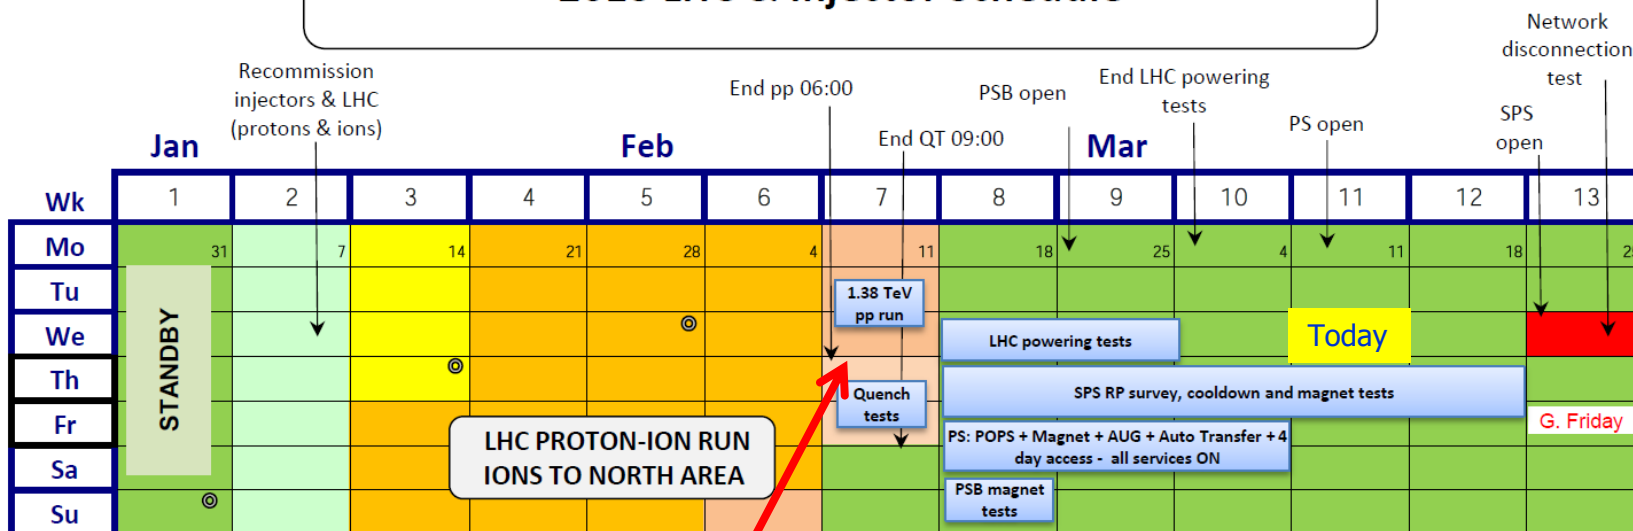 Network
disconnection
test
Recommission
injectors & LHC
(protons & ions)
End pp 06:00
PSB open
End LHC powering
tests
SPS
open
PS open
End QT 09:00
Jan
Feb
Mar
Wk 1 2 3 4 5 6 7 8 9 10 11 12 13
Mo 31 7 14 21 28 4 11 18 25 4 11 18
Tu
1.38 TeV
pp run
We
LHC powering tests
Today
STANDBY
Th
Quench
tests
SPS RP survey, cooldown and magnet tests
Fr
G. Friday
LHC PROTON-ION RUN
IONS TO NORTH AREA
PS: POPS + Magnet + AUG + Auto Transfer + 4
day access - all services ON
Sa
PSB magnet
tests
Su